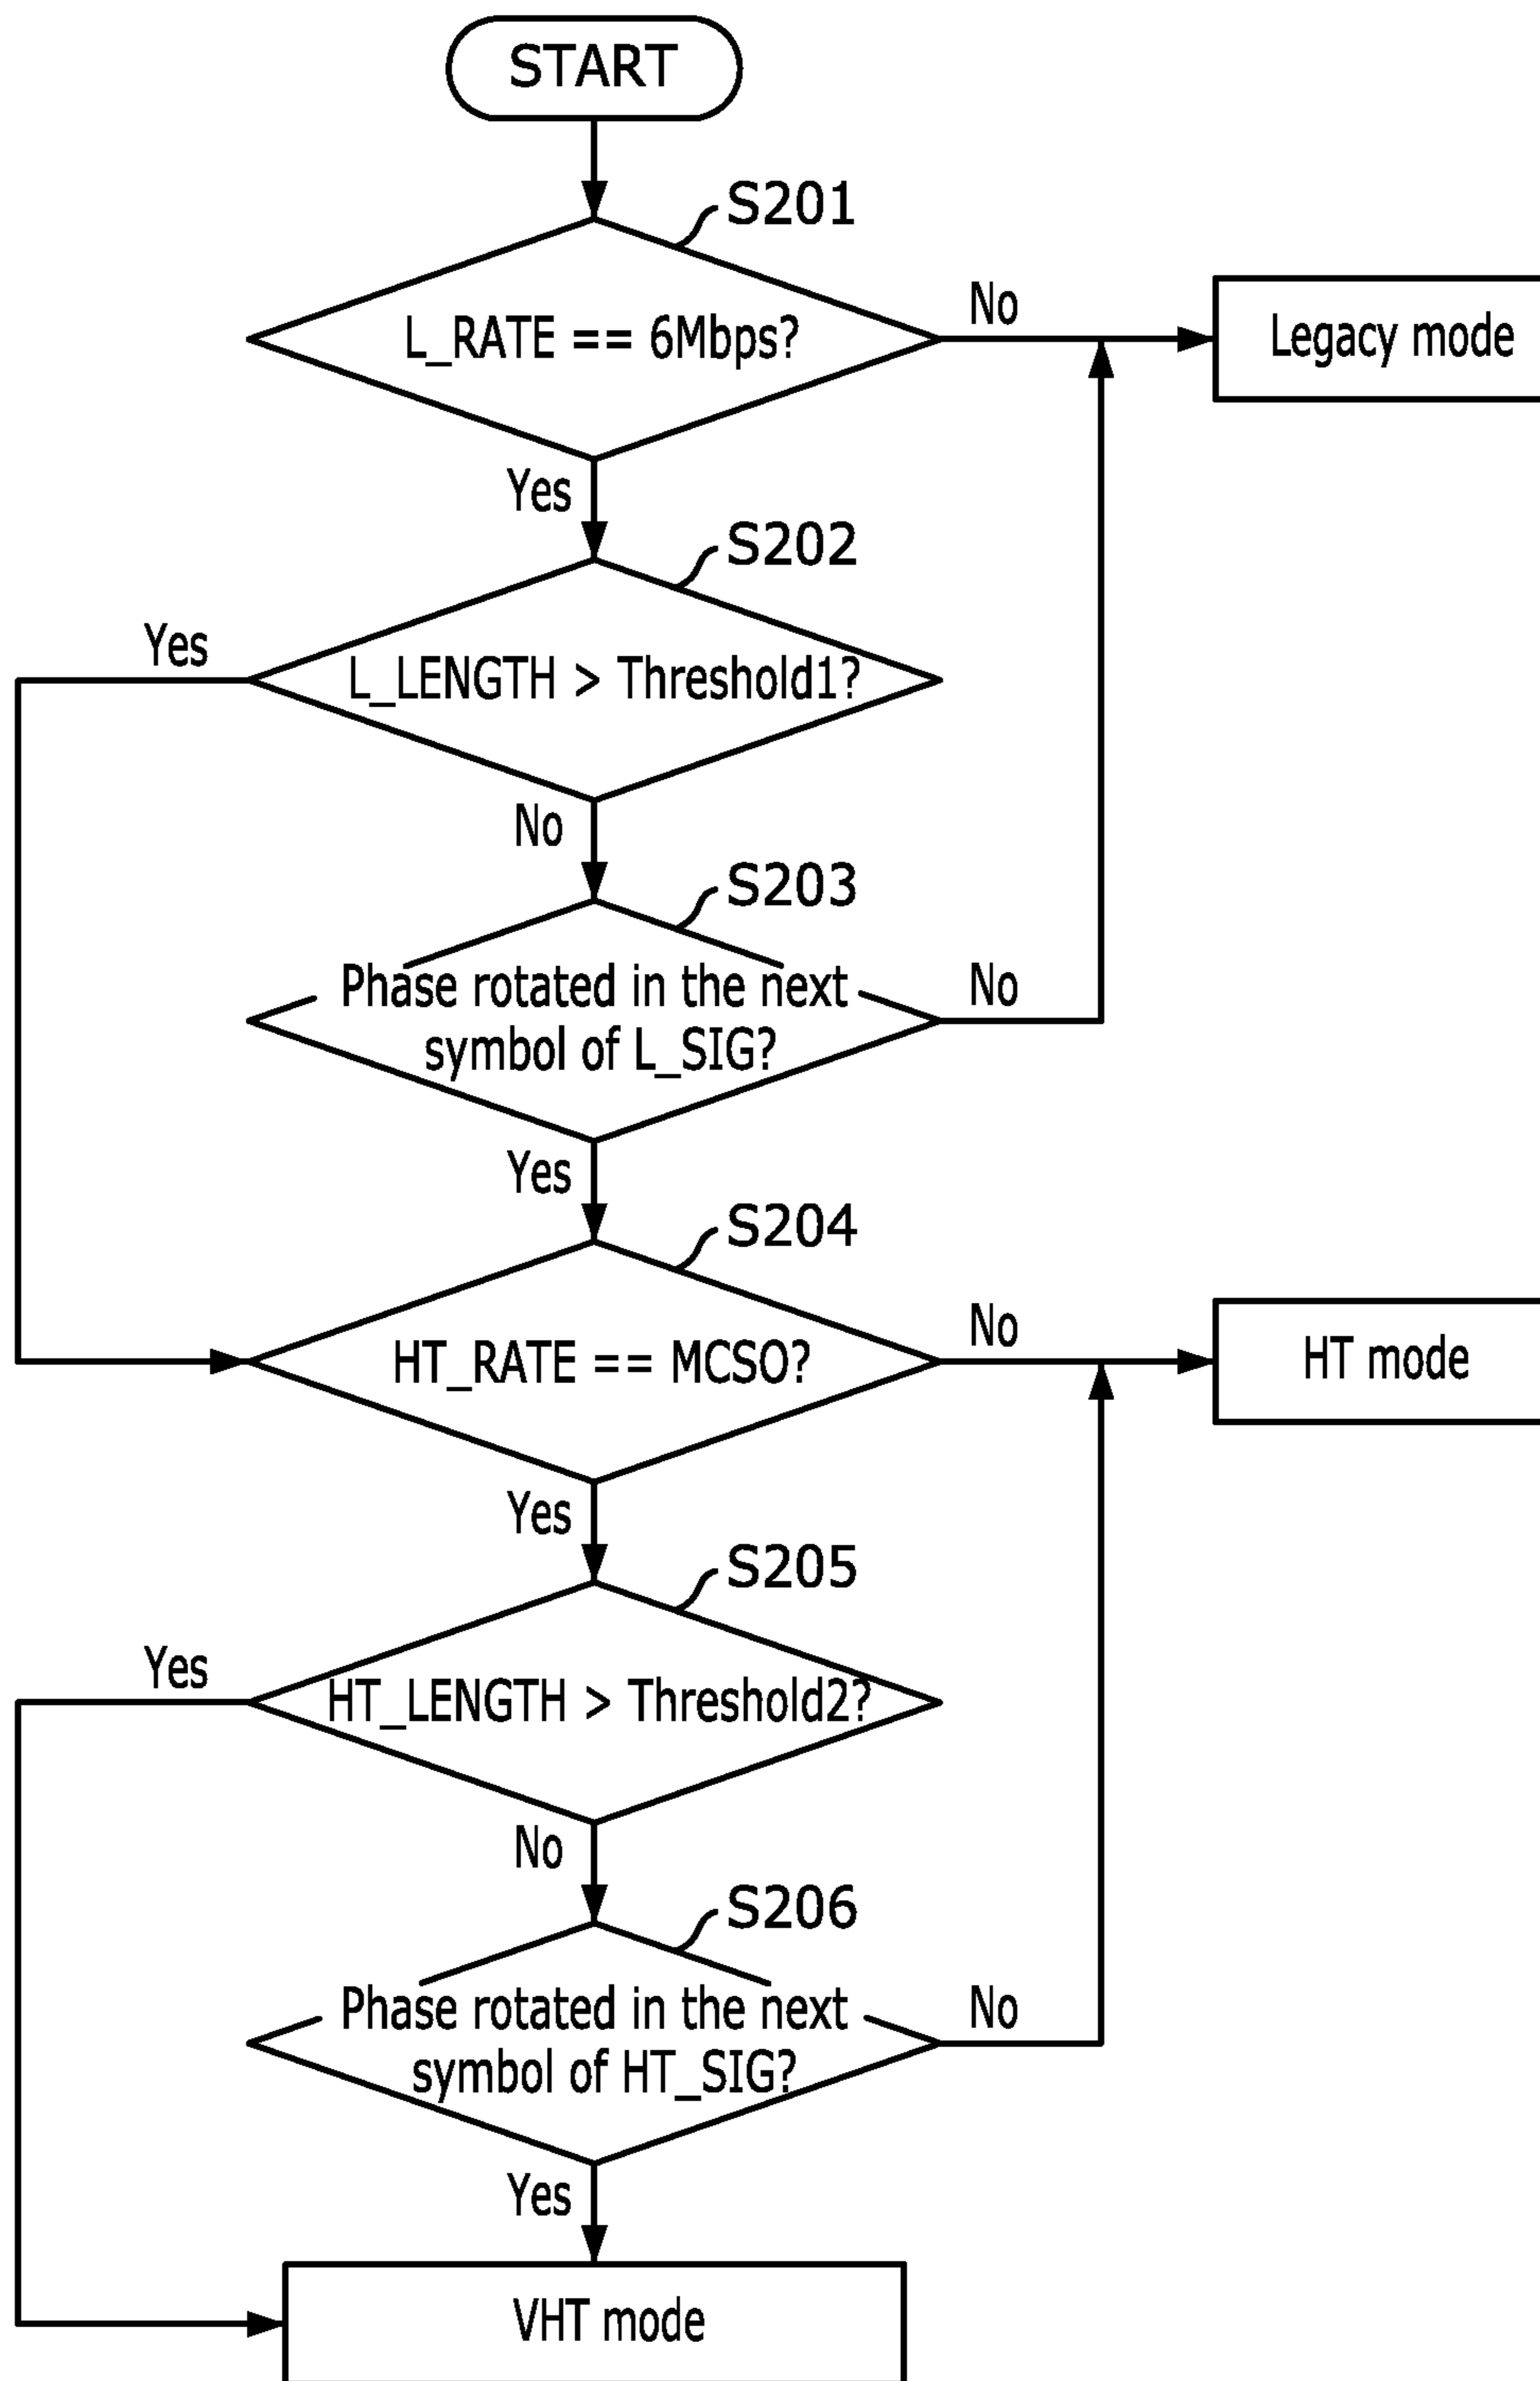 START
S201
L_RATE == 6Mbps?
No
Legacy mode
Yes
S202
Yes
L_LENGTH > Threshold1?
No
S203
Phase rotated in the next
symbol of L_SIG?
No
Yes
S204
HT_RATE == MCSO?
No
HT mode
Yes
S205
Yes
HT_LENGTH > Threshold2?
No
S206
Phase rotated in the next
symbol of HT_SIG?
No
Yes
VHT mode